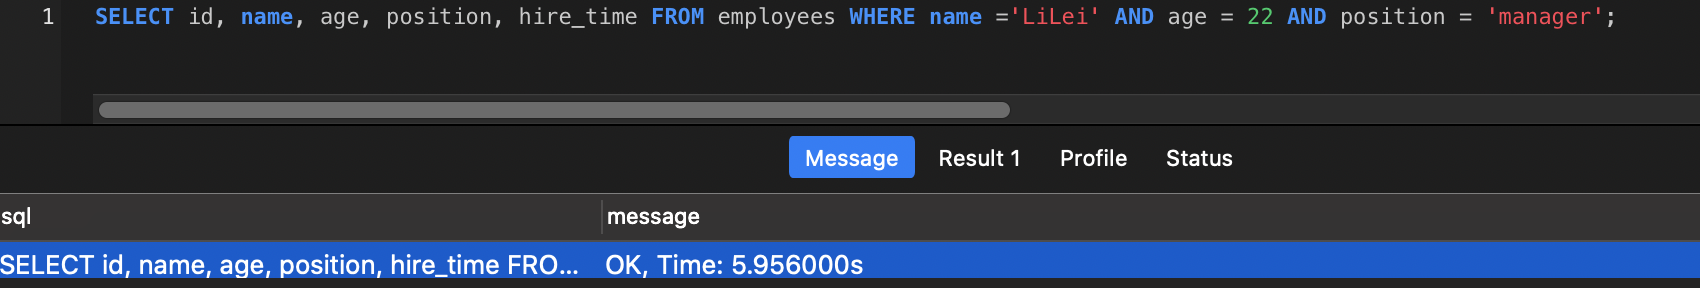 1 SELECT id, name, age, position, hire_time FROM employees WHERE name ='LiLei' AND age = 22 AND position = 'manager';
Message Result 1 Profile Status
sql message
SELECT id, name, age, position, hire_time FRO... OK, Time: 5.956000s